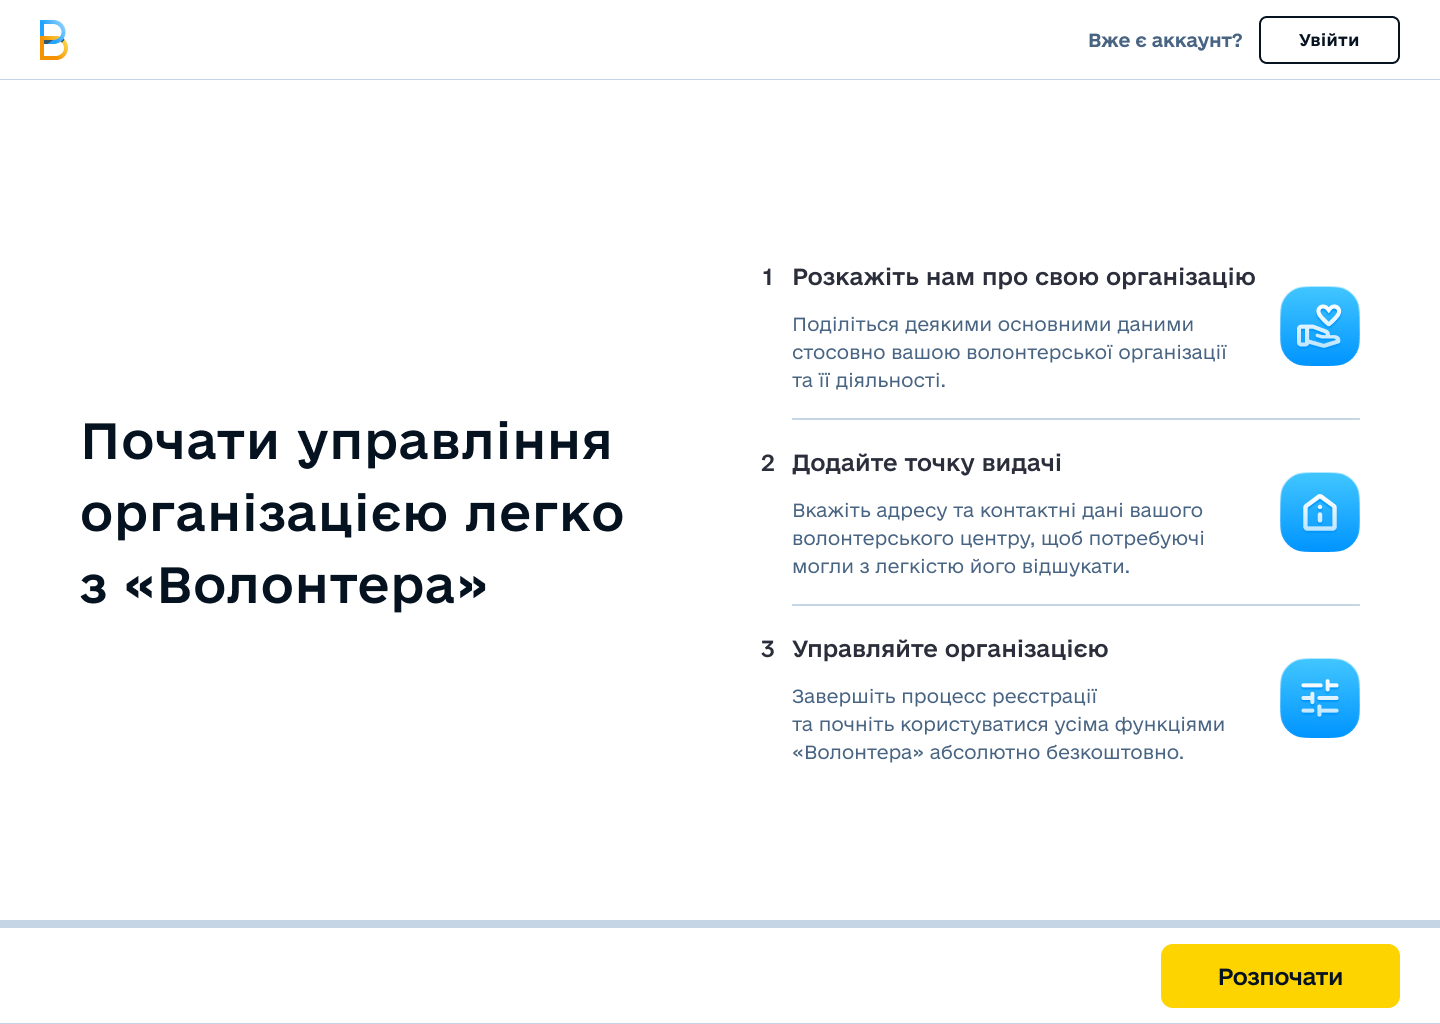 Вже є аккаунт?
Увійти
Почати управління
організацією легко
з «Волонтера»
1 Розкажіть нам про свою організацію
Поділіться деякими основними даними
стосовно вашою волонтерської організації
та її діяльності.
2 Додайте точку видачі
Вкажіть адресу та контактні дані вашого
волонтерського центру, щоб потребуючі
могли з легкістю його відшукати.
3 Управляйте організацією
Завершіть процесс реєстрації
та почніть користуватися усіма функціями
«Волонтера» абсолютно безкоштовно.
Розпочати